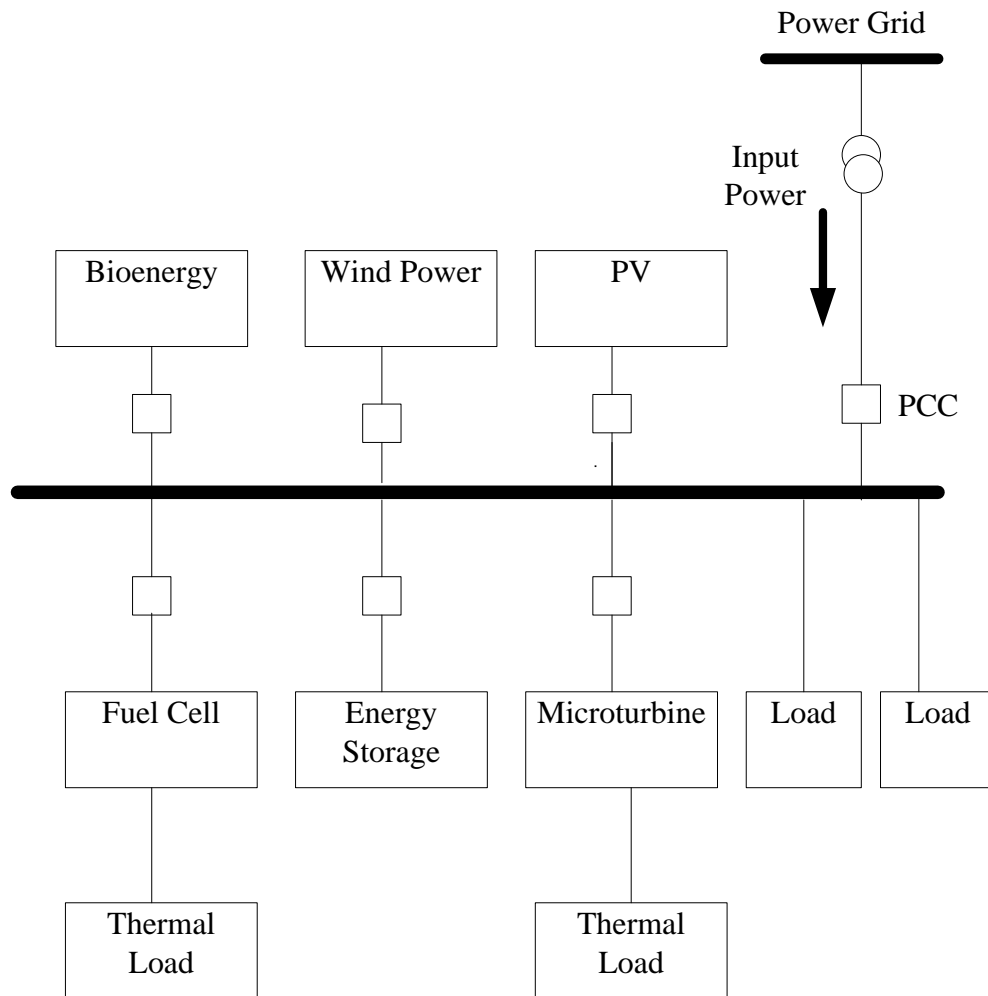 Power Grid
Input
Power
Bioenergy
Wind Power
PV
PCC
Fuel Cell
Energy
Storage
Microturbine
Load
Load
Thermal
Load
Thermal
Load